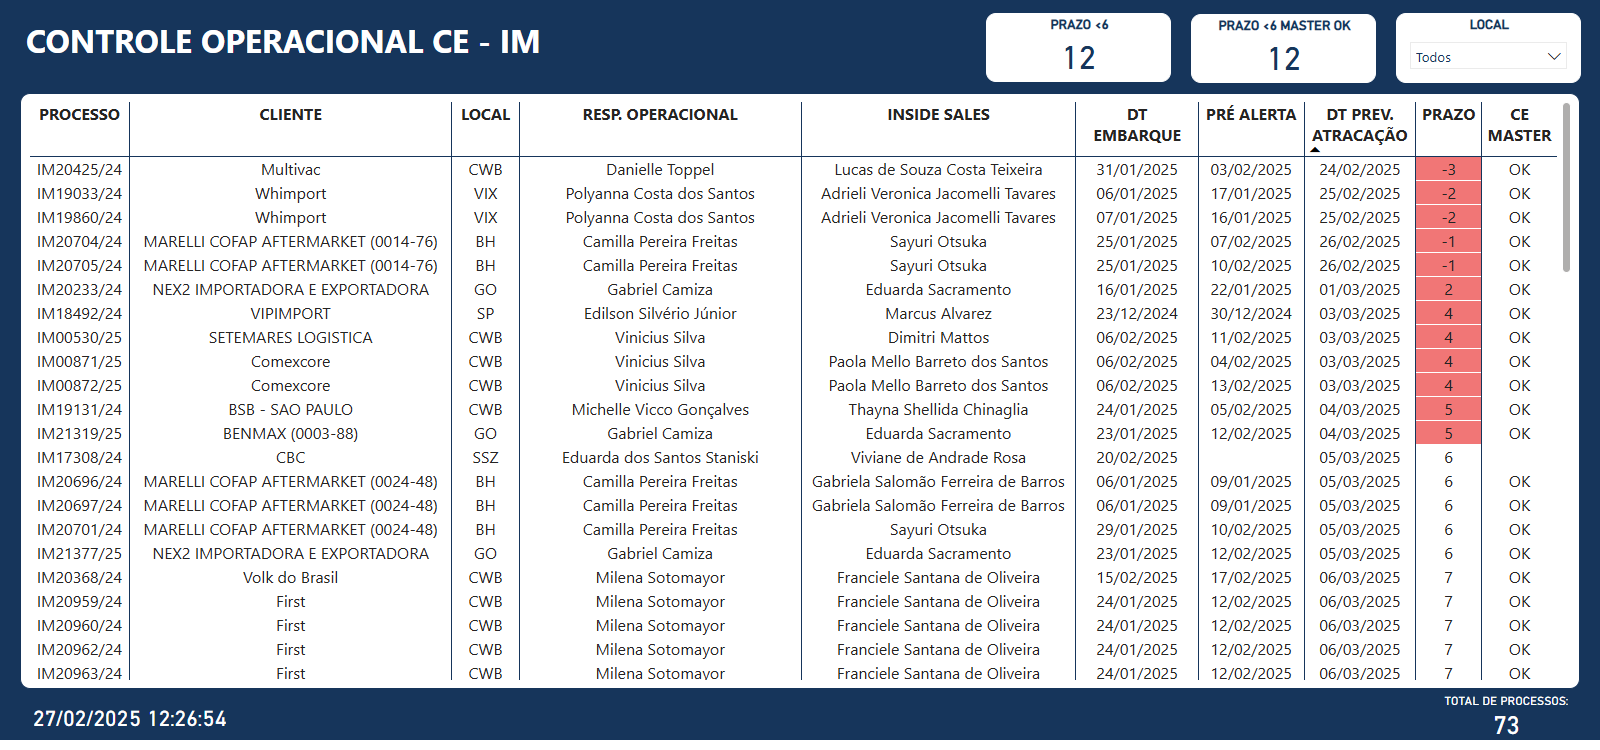 CONTROLE OPERACIONAL CE - IM
PRAZO <6
12
PRAZO <6 MASTER OK
12
LOCAL
Todos
PROCESSO CLIENTE LOCAL RESP. OPERACIONAL INSIDE SALES DT EMBARQUE PRÉ ALERTA DT PREV. ATRACAÇÃO PRAZO CE MASTER
IM20425/24 Multivac CWB Danielle Toppel Lucas de Souza Costa Teixeira 31/01/2025 03/02/2025 24/02/2025 -3 OK
IM19033/24 Whimport VIX Polyanna Costa dos Santos Adrieli Veronica Jacomelli Tavares 06/01/2025 17/01/2025 25/02/2025 -2 OK
IM19860/24 Whimport VIX Polyanna Costa dos Santos Adrieli Veronica Jacomelli Tavares 07/01/2025 16/01/2025 25/02/2025 -2 OK
IM20704/24 MARELLI COFAP AFTERMARKET (0014-76) BH Camilla Pereira Freitas Sayuri Otsuka 25/01/2025 07/02/2025 26/02/2025 -1 OK
IM20705/24 MARELLI COFAP AFTERMARKET (0014-76) BH Camilla Pereira Freitas Sayuri Otsuka 25/01/2025 10/02/2025 26/02/2025 -1 OK
IM20233/24 NEX2 IMPORTADORA E EXPORTADORA GO Gabriel Camiza Eduarda Sacramento 16/01/2025 22/01/2025 01/03/2025 2 OK
IM18492/24 VIPIMPORT SP Edilson Silvério Júnior Marcus Alvarez 23/12/2024 30/12/2024 03/03/2025 4 OK
IM00530/25 SETEMARES LOGISTICA CWB Vinicius Silva Dimitri Mattos 06/02/2025 11/02/2025 03/03/2025 4 OK
IM00871/25 Comexcore CWB Vinicius Silva Paola Mello Barreto dos Santos 06/02/2025 04/02/2025 03/03/2025 4 OK
IM00872/25 Comexcore CWB Vinicius Silva Paola Mello Barreto dos Santos 06/02/2025 13/02/2025 03/03/2025 4 OK
IM19131/24 BSB - SAO PAULO CWB Michelle Vicco Gonçalves Thayna Shellida Chinaglia 24/01/2025 05/02/2025 04/03/2025 5 OK
IM21319/25 BENMAX (0003-88) GO Gabriel Camiza Eduarda Sacramento 23/01/2025 12/02/2025 04/03/2025 5 OK
IM17308/24 CBC SSZ Eduarda dos Santos Staniski Viviane de Andrade Rosa 20/02/2025 05/03/2025 6
IM20696/24 MARELLI COFAP AFTERMARKET (0024-48) BH Camilla Pereira Freitas Gabriela Salomão Ferreira de Barros 06/01/2025 09/01/2025 05/03/2025 6 OK
IM20697/24 MARELLI COFAP AFTERMARKET (0024-48) BH Camilla Pereira Freitas Gabriela Salomão Ferreira de Barros 06/01/2025 09/01/2025 05/03/2025 6 OK
IM20701/24 MARELLI COFAP AFTERMARKET (0024-48) BH Camilla Pereira Freitas Sayuri Otsuka 29/01/2025 10/02/2025 05/03/2025 6 OK
IM21377/25 NEX2 IMPORTADORA E EXPORTADORA GO Gabriel Camiza Eduarda Sacramento 23/01/2025 12/02/2025 05/03/2025 6 OK
IM20368/24 Volk do Brasil CWB Milena Sotomayor Franciele Santana de Oliveira 15/02/2025 17/02/2025 06/03/2025 7 OK
IM20959/24 First CWB Milena Sotomayor Franciele Santana de Oliveira 24/01/2025 12/02/2025 06/03/2025 7 OK
IM20960/24 First CWB Milena Sotomayor Franciele Santana de Oliveira 24/01/2025 12/02/2025 06/03/2025 7 OK
IM20962/24 First CWB Milena Sotomayor Franciele Santana de Oliveira 24/01/2025 12/02/2025 06/03/2025 7 OK
IM20963/24 First CWB Milena Sotomayor Franciele Santana de Oliveira 24/01/2025 12/02/2025 06/03/2025 7 OK
27/02/2025 12:26:54
TOTAL DE PROCESSOS:
73